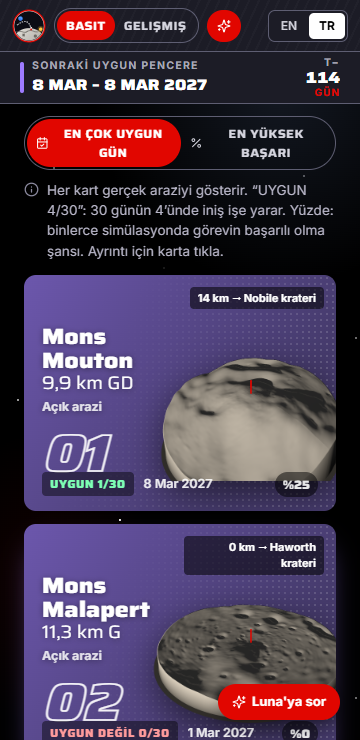 BASIT
GELIŞMIŞ
EN
TR
SONRAKİ UYGUN PENCERE
8 MAR – 8 MAR 2027
T−
114
GÜN
EN ÇOK UYGUN
GÜN
%
EN YÜKSEK
BAŞARI
Her kart gerçek araziyi gösterir. “UYGUN
4/30”: 30 günün 4’ünde iniş işe yarar. Yüzde:
binlerce simülasyonda görevin başarılı olma
şansı. Ayrıntı için karta tıkla.
14 km → Nobile krateri
Mons
Mouton
9,9 km GD
Açık arazi
01
UYGUN 1/30
8 Mar 2027
%25
0 km → Haworth
krateri
Mons
Malapert
11,3 km G
Açık arazi
02
Luna'ya sor
UYGUN DEĞİL 0/30
1 Mar 2027
%0